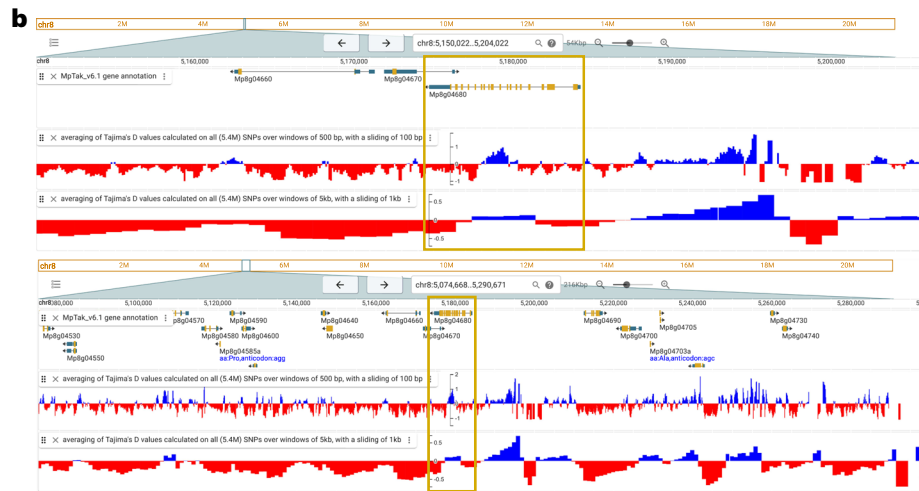 b
chr8 2M 4M 6M 8M 10M 12M 14M 16M 18M 20M
chr8:5,150,022..5,204,022 54Kbp
chr8 5,160,000 5,170,000 5,180,000 5,190,000 5,200,000
MpTak_v6.1 gene annotation
Mp8g04660 Mp8g04670
Mp8g04680
averaging of Tajima's D values calculated on all (5.4M) SNPs over windows of 500 bp, with a sliding of 100 bp
1
0
-1
averaging of Tajima's D values calculated on all (5.4M) SNPs over windows of 5kb, with a sliding of 1kb
0.5
0
-0.5
chr8 2M 4M 6M 8M 10M 12M 14M 16M 18M 20M
chr8:5,074,668..5,290,671 216Kbp
chr8 80,000 5,100,000 5,120 5,140,000 5,160,000 5,180,000 5,200,000 5,220,000 5,240,000 5,260,000 5,280,000
MpTak_v6.1 gene annotation
g04570 Mp8g04590 Mp8g04640 Mp8g04660 Mp8g04680 Mp8g04690 Mp8g04705 Mp8g04730
Mp8g04530 Mp8g04580 Mp8g04600 Mp8g04650 Mp8g04670 Mp8g04700 Mp8g04740
Mp8g04550 Mp8g04585a Mp8g04703a
aa:Pro,anticodon:agg aa:Ala,anticodon:agc
averaging of Tajima's D values calculated on all (5.4M) SNPs over windows of 500 bp, with a sliding of 100 bp
2
1
0
-1
averaging of Tajima's D values calculated on all (5.4M) SNPs over windows of 5kb, with a sliding of 1kb
0.5
0
-0.5